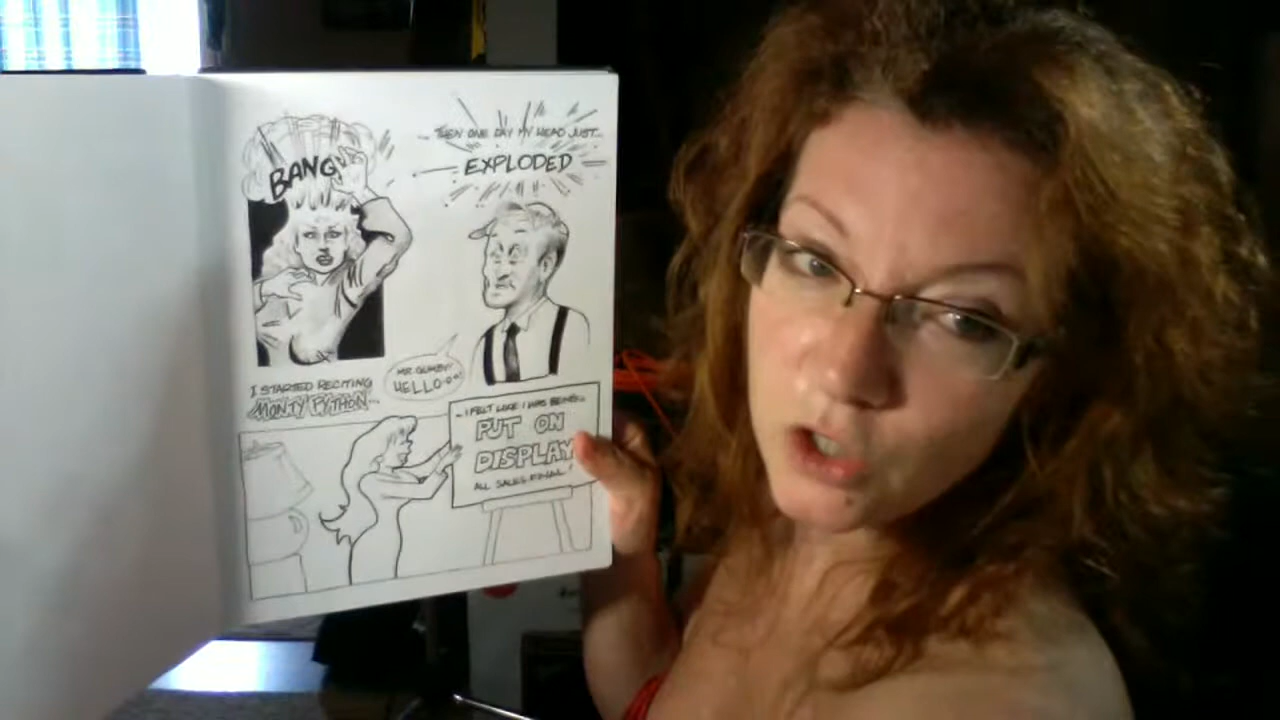 BANG
THEN ONE DAY MY HEAD JUST...
EXPLODED
I STARTED RECITING
MONTY PYTHON...
MR. GUMBY!
HELLO
...I FELT LIKE I WAS BEING...
PUT ON
DISPLAY
ALL SALES FINAL!